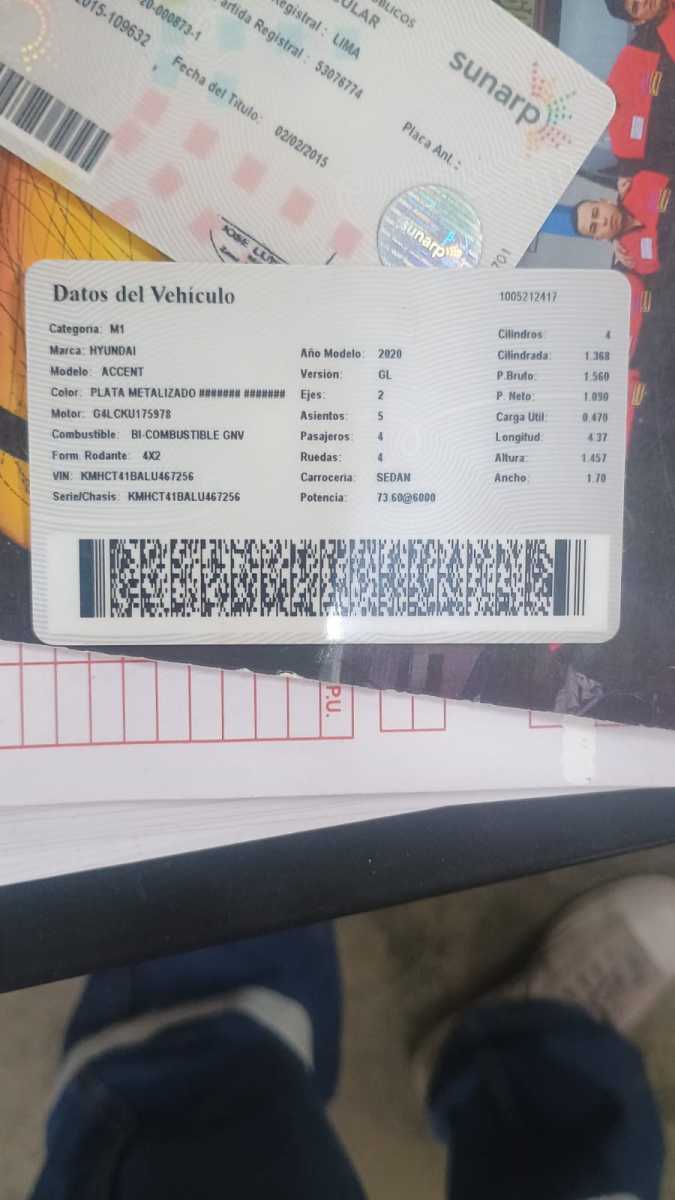 PÚBLICOS
20-000873-1
2015-109632
Registral : LIMA
Partida Registral : 53076774
Fecha del Título: 02/02/2015
sunarp
Placa Ant.:
sunarp
Datos del Vehículo
1005212417
Categoría: M1
Marca: HYUNDAI
Modelo: ACCENT
Color: PLATA METALIZADO ####### #######
Motor: G4LCKU175978
Combustible: BI-COMBUSTIBLE GNV
Form. Rodante: 4X2
VIN: KMHCT41BALU467256
Serie/Chasis: KMHCT41BALU467256
Año Modelo: 2020
Versión: GL
Ejes: 2
Asientos: 5
Pasajeros: 4
Ruedas: 4
Carrocería: SEDAN
Potencia: 73.60@6000
Cilindros: 4
Cilindrada: 1.368
P.Bruto: 1.560
P. Neto: 1.090
Carga Util: 0.470
Longitud: 4.37
Altura: 1.457
Ancho: 1.70
P.U.